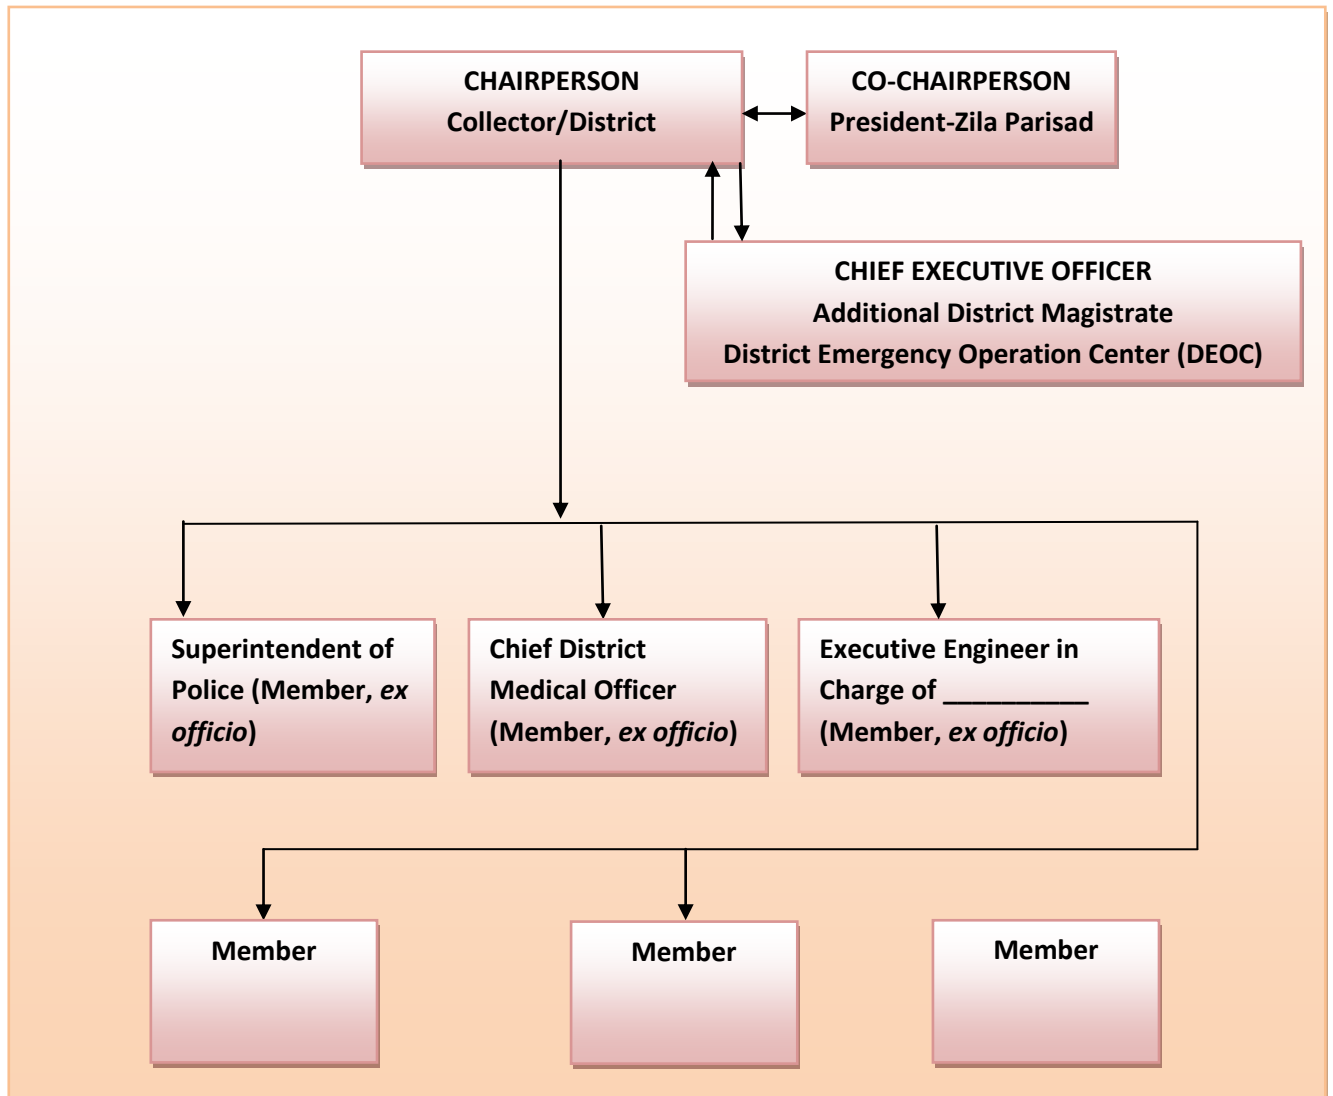 CHAIRPERSON
Collector/District
CO-CHAIRPERSON
President-Zila Parisad
CHIEF EXECUTIVE OFFICER
Additional District Magistrate
District Emergency Operation Center (DEOC)
Superintendent of
Police (Member, ex
officio)
Chief District
Medical Officer
(Member, ex officio)
Executive Engineer in
Charge of __________
(Member, ex officio)
Member
Member
Member